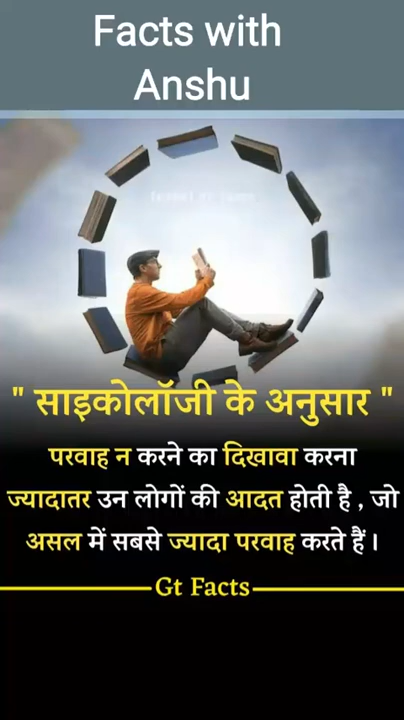 Facts with
Anshu
" साइकोलॉजी के अनुसार "
परवाह न करने का दिखावा करना
ज्यादातर उन लोगों की आदत होती है , जो
असल में सबसे ज्यादा परवाह करते हैं ।
Gt Facts